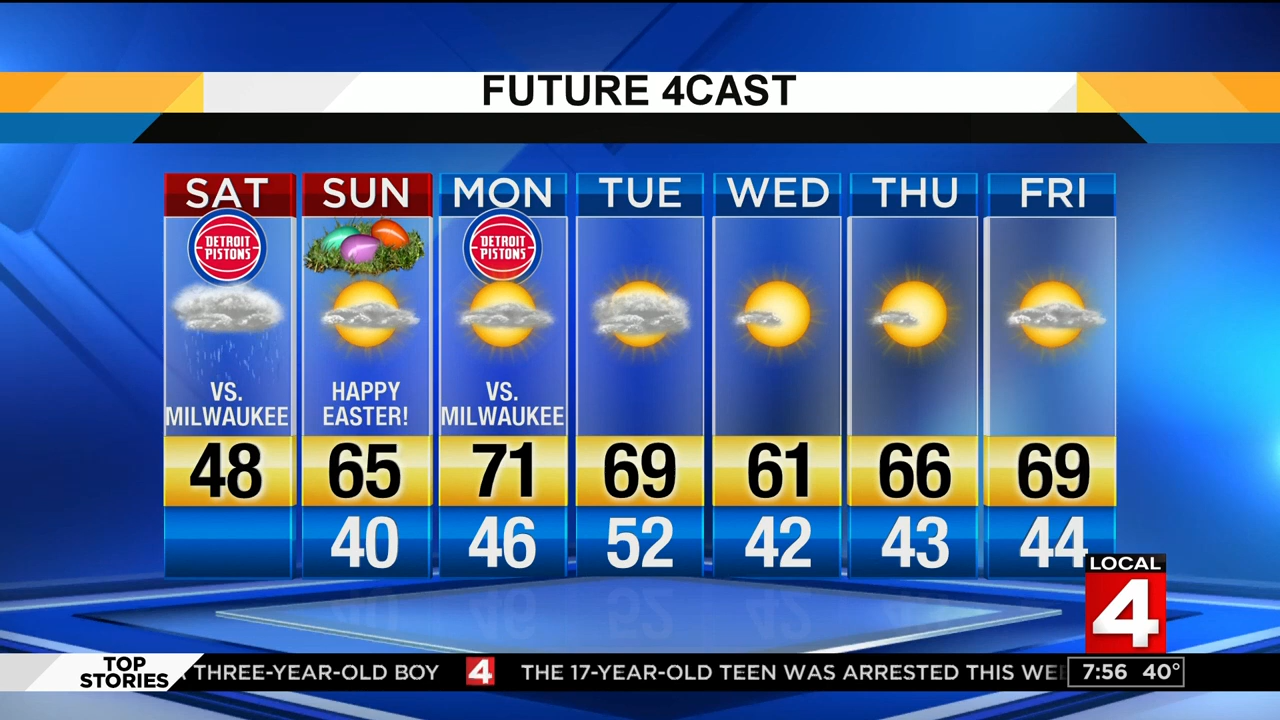 FUTURE 4CAST
SAT SUN MON TUE WED THU FRI
DETROIT
PISTONS
DETROIT
PISTONS
VS.
MILWAUKEE
HAPPY
EASTER!
VS.
MILWAUKEE
48 65 71 69 61 66 69
40 46 52 42 43 44
LOCAL
4
TOP
STORIES
THREE-YEAR-OLD BOY 4 THE 17-YEAR-OLD TEEN WAS ARRESTED THIS
7:56 40°